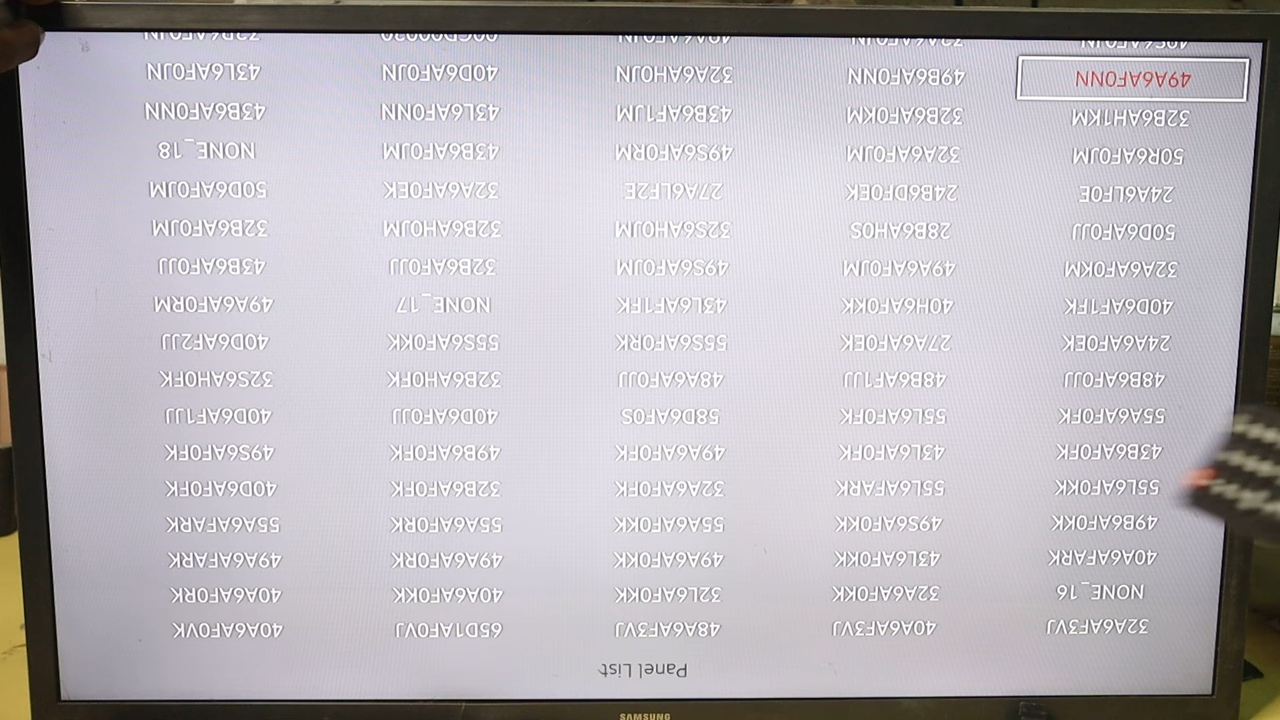 Panel List
32A6AF3VJ 40A6AF3VJ 48A6AF3VJ 65D1AF0VJ 40A6AF0VK
NONE_16 32A6AF0KK 32L6AF0KK 40A6AF0KK 40A6AF0RK
40A6AFARK 43L6AF0KK 49A6AF0KK 49A6AF0RK 49A6AFARK
49B6AF0KK 49S6AF0KK 55A6AF0KK 55A6AF0RK 55A6AFARK
55L6AF0KK 55L6AFARK 32A6AF0FK 32B6AF0FK 40D6AF0FK
43B6AF0FK 43L6AF0FK 49A6AF0FK 49B6AF0FK 49S6AF0FK
55A6AF0FK 55L6AF0FK 58D6AF0S 40D6AF0JJ 40D6AF1JJ
48B6AF0JJ 48B6AF1JJ 48A6AF0JJ 32B6AH0FK 32S6AH0FK
24A6AF0EK 27A6AF0EK 55S6AF0RK 55S6AF0KK 40D6AF2JJ
40D6AF1FK 40H6AF0KK 43L6AF1FK NONE_17 49A6AF0RM
32A6AF0KM 49A6AF0JM 49S6AF0JM 32B6AF0JJ 43B6AF0JJ
50D6AF0JJ 28B6AH0S 32S6AH0JM 32B6AH0JM 32B6AF0JM
24A6LF0E 24B6DF0EK 27A6LF2E 32A6AF0EK 50D6AF0JM
50R6AF0JM 32A6AF0JM 49S6AF0RM 43B6AF0JM NONE_18
32B6AH1KM 32B6AF0KM 43B6AF1JM 43L6AF0NN 43B6AF0NN
49A6AF0NN 49B6AF0NN 32A6AH0JN 40D6AF0JN 43L6AF0JN
SAMSUNG